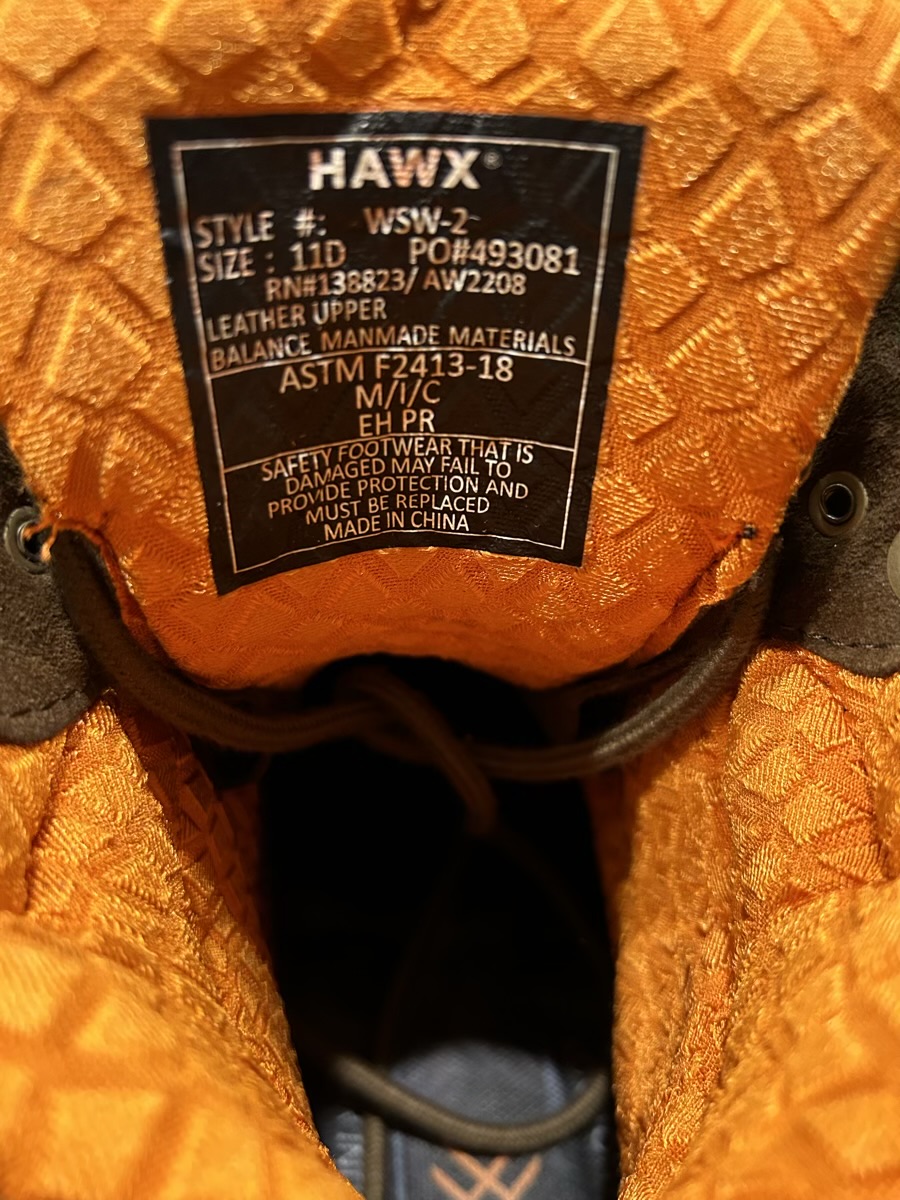 HAWX®
STYLE #: WSW-2
SIZE : 11D PO#493081
RN#138823/ AW2208
LEATHER UPPER
BALANCE MANMADE MATERIALS
ASTM F2413-18
M/I/C
EH PR
SAFETY FOOTWEAR THAT IS
DAMAGED MAY FAIL TO
PROVIDE PROTECTION AND
MUST BE REPLACED
MADE IN CHINA